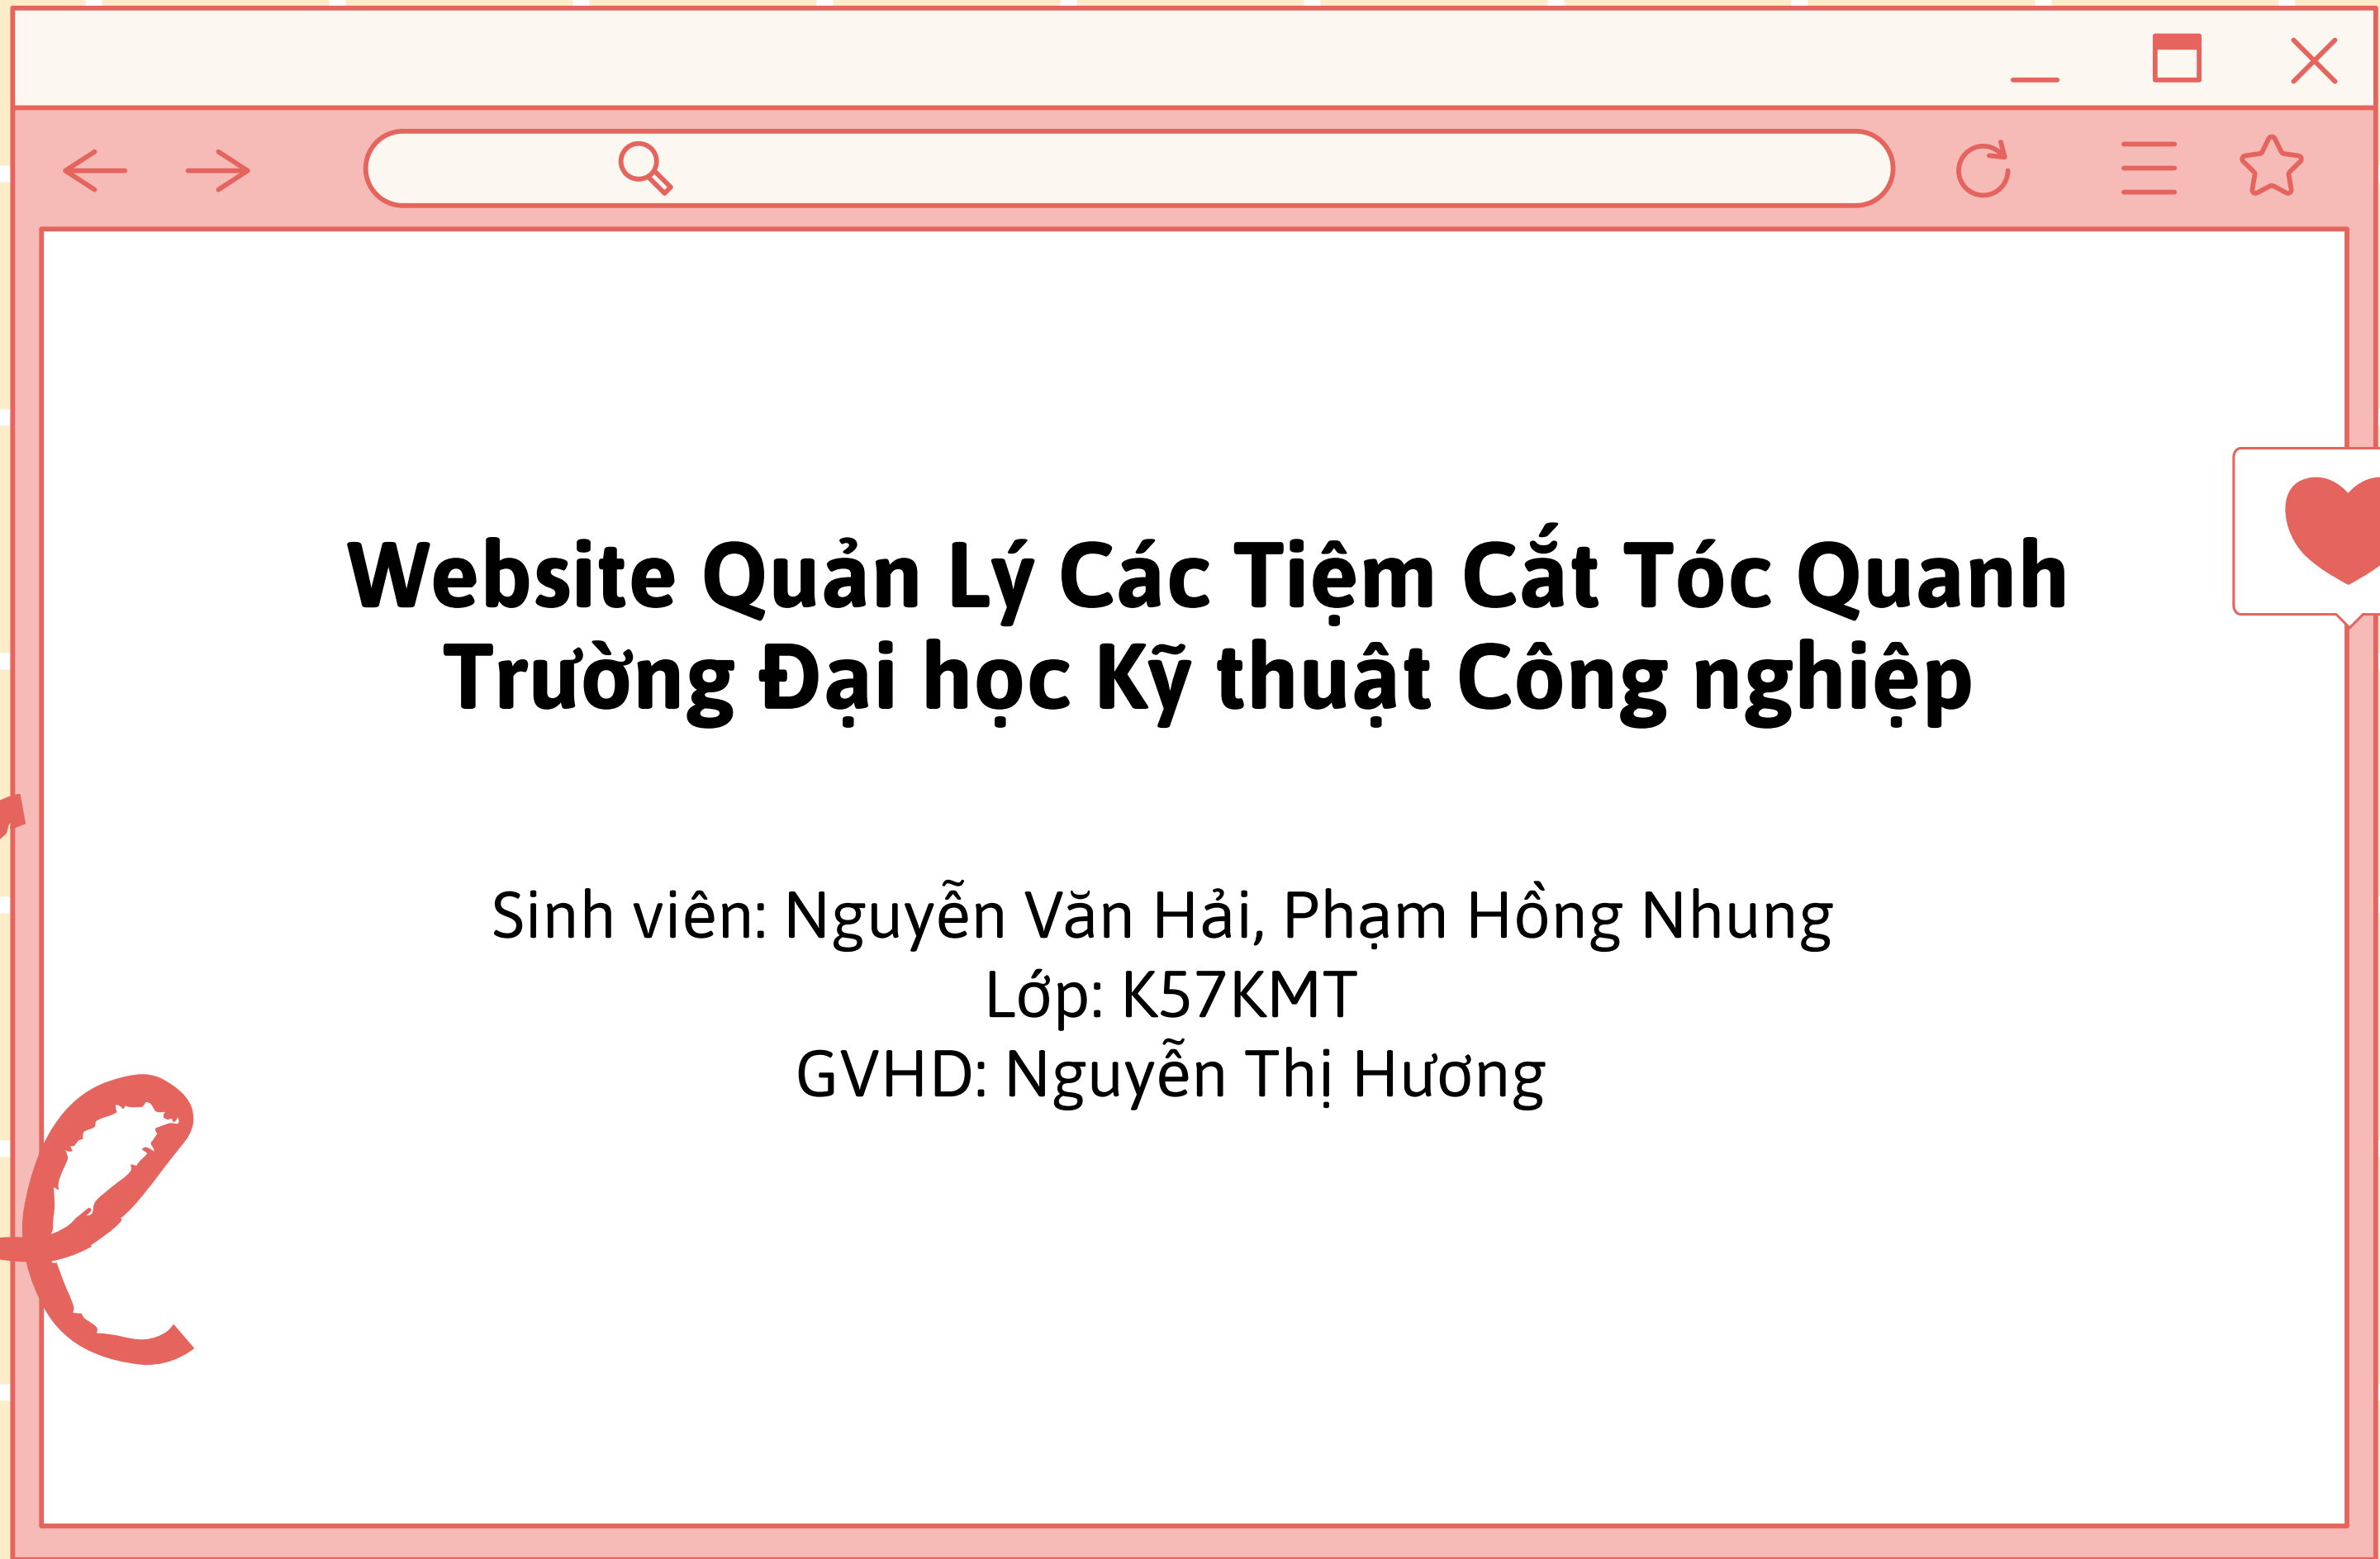 Website Quản Lý Các Tiệm Cắt Tóc Quanh
Trường Đại học Kỹ thuật Công nghiệp
Sinh viên: Nguyễn Văn Hải, Phạm Hồng Nhung
Lớp: K57KMT
GVHD: Nguyễn Thị Hương